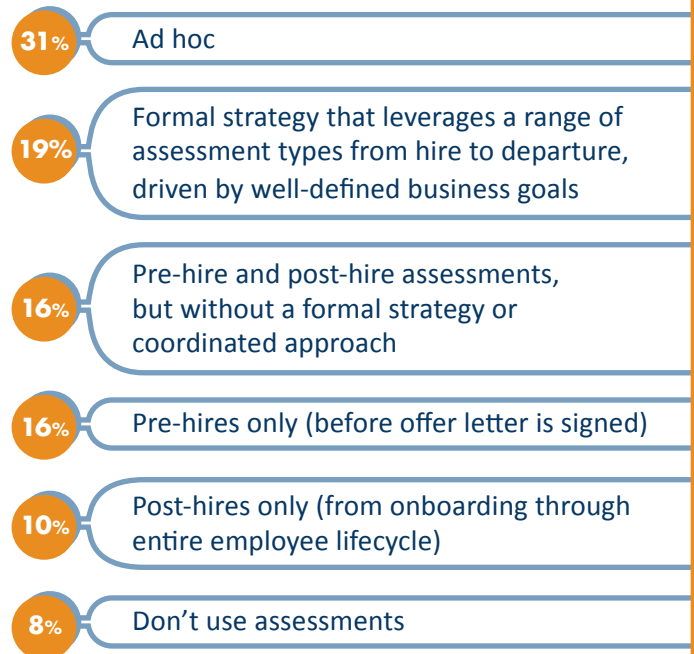 31%
Ad hoc
19%
Formal strategy that leverages a range of
assessment types from hire to departure,
driven by well-defined business goals
16%
Pre-hire and post-hire assessments,
but without a formal strategy or
coordinated approach
16%
Pre-hires only (before offer letter is signed)
10%
Post-hires only (from onboarding through
entire employee lifecycle)
8%
Don't use assessments